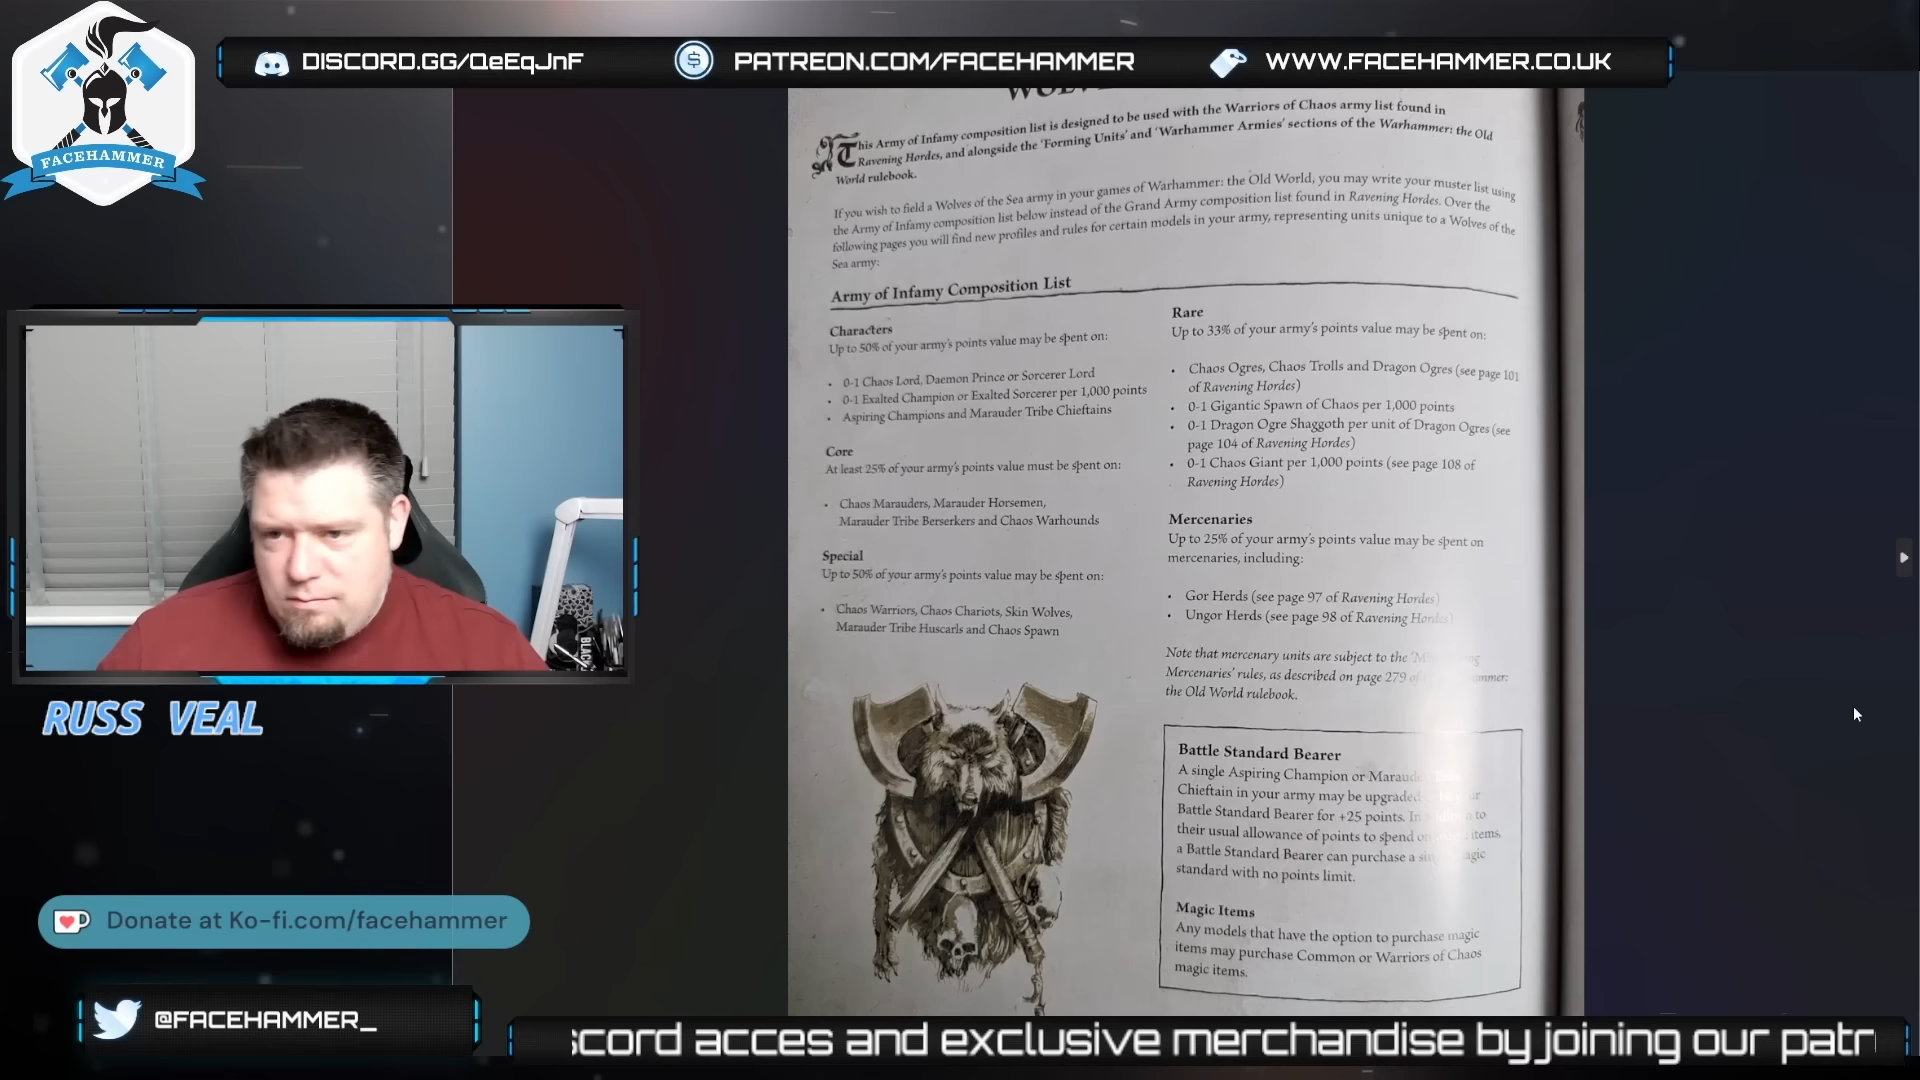 DISCORD.GG/QeEqJnF
PATREON.COM/FACEHAMMER
WWW.FACEHAMMER.CO.UK
FACEHAMMER
This Army of Infamy composition list is designed to be used with the Warriors of Chaos army list found in
Ravening Hordes, and alongside the 'Forming Units' and 'Warhammer Armies' sections of the Warhammer: the Old
World rulebook.
If you wish to field a Wolves of the Sea army in your games of Warhammer: the Old World, you may write your muster list using
the Army of Infamy composition list below instead of the Grand Army composition list found in Ravening Hordes. Over the
following pages you will find new profiles and rules for certain models in your army, representing units unique to a Wolves of the
Sea army:
Army of Infamy Composition List
Characters
Up to 50% of your army's points value may be spent on:
• 0-1 Chaos Lord, Daemon Prince or Sorcerer Lord
• 0-1 Exalted Champion or Exalted Sorcerer per 1,000 points
• Aspiring Champions and Marauder Tribe Chieftains
Core
At least 25% of your army's points value must be spent on:
• Chaos Marauders, Marauder Horsemen,
Marauder Tribe Berserkers and Chaos Warhounds
Special
Up to 50% of your army's points value may be spent on:
• Chaos Warriors, Chaos Chariots, Skin Wolves,
Marauder Tribe Huscarls and Chaos Spawn
Rare
Up to 33% of your army's points value may be spent on:
• Chaos Ogres, Chaos Trolls and Dragon Ogres (see page 101
of Ravening Hordes)
• 0-1 Gigantic Spawn of Chaos per 1,000 points
• 0-1 Dragon Ogre Shaggoth per unit of Dragon Ogres (see
page 104 of Ravening Hordes)
• 0-1 Chaos Giant per 1,000 points (see page 108 of
Ravening Hordes)
Mercenaries
Up to 25% of your army's points value may be spent on
mercenaries, including:
• Gor Herds (see page 97 of Ravening Hordes)
• Ungor Herds (see page 98 of Ravening Hordes)
Note that mercenary units are subject to the
Mercenaries' rules, as described on page 279
the Old World rulebook.
Battle Standard Bearer
A single Aspiring Champion or Marauder
Chieftain in your army may be upgraded
Battle Standard Bearer for +25 points. In to
their usual allowance of points to spend on items,
a Battle Standard Bearer can purchase a
standard with no points limit.
Magic Items
Any models that have the option to purchase magic
items may purchase Common or Warriors of Chaos
magic items.
RUSS VEAL
Donate at Ko-fi.com/facehammer
@FACEHAMMER_
scord acces and exclusive merchandise by joining our patr